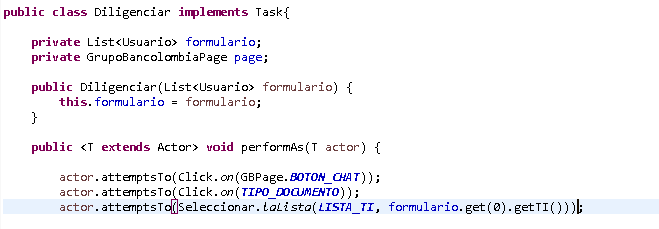 public class Diligenciar implements Task{
private List<Usuario> formulario;
private GrupoBancolombiaPage page;
public Diligenciar(List<Usuario> formulario) {
this.formulario = formulario;
}
public <T extends Actor> void performAs(T actor) {
actor.attemptsTo(Click.on(GBPage.BOTON_CHAT));
actor.attemptsTo(Click.on(TIPO_DOCUMENTO));
actor.attemptsTo(Seleccionar.laLista(LISTA_TI, formulario.get(0).getTI()));